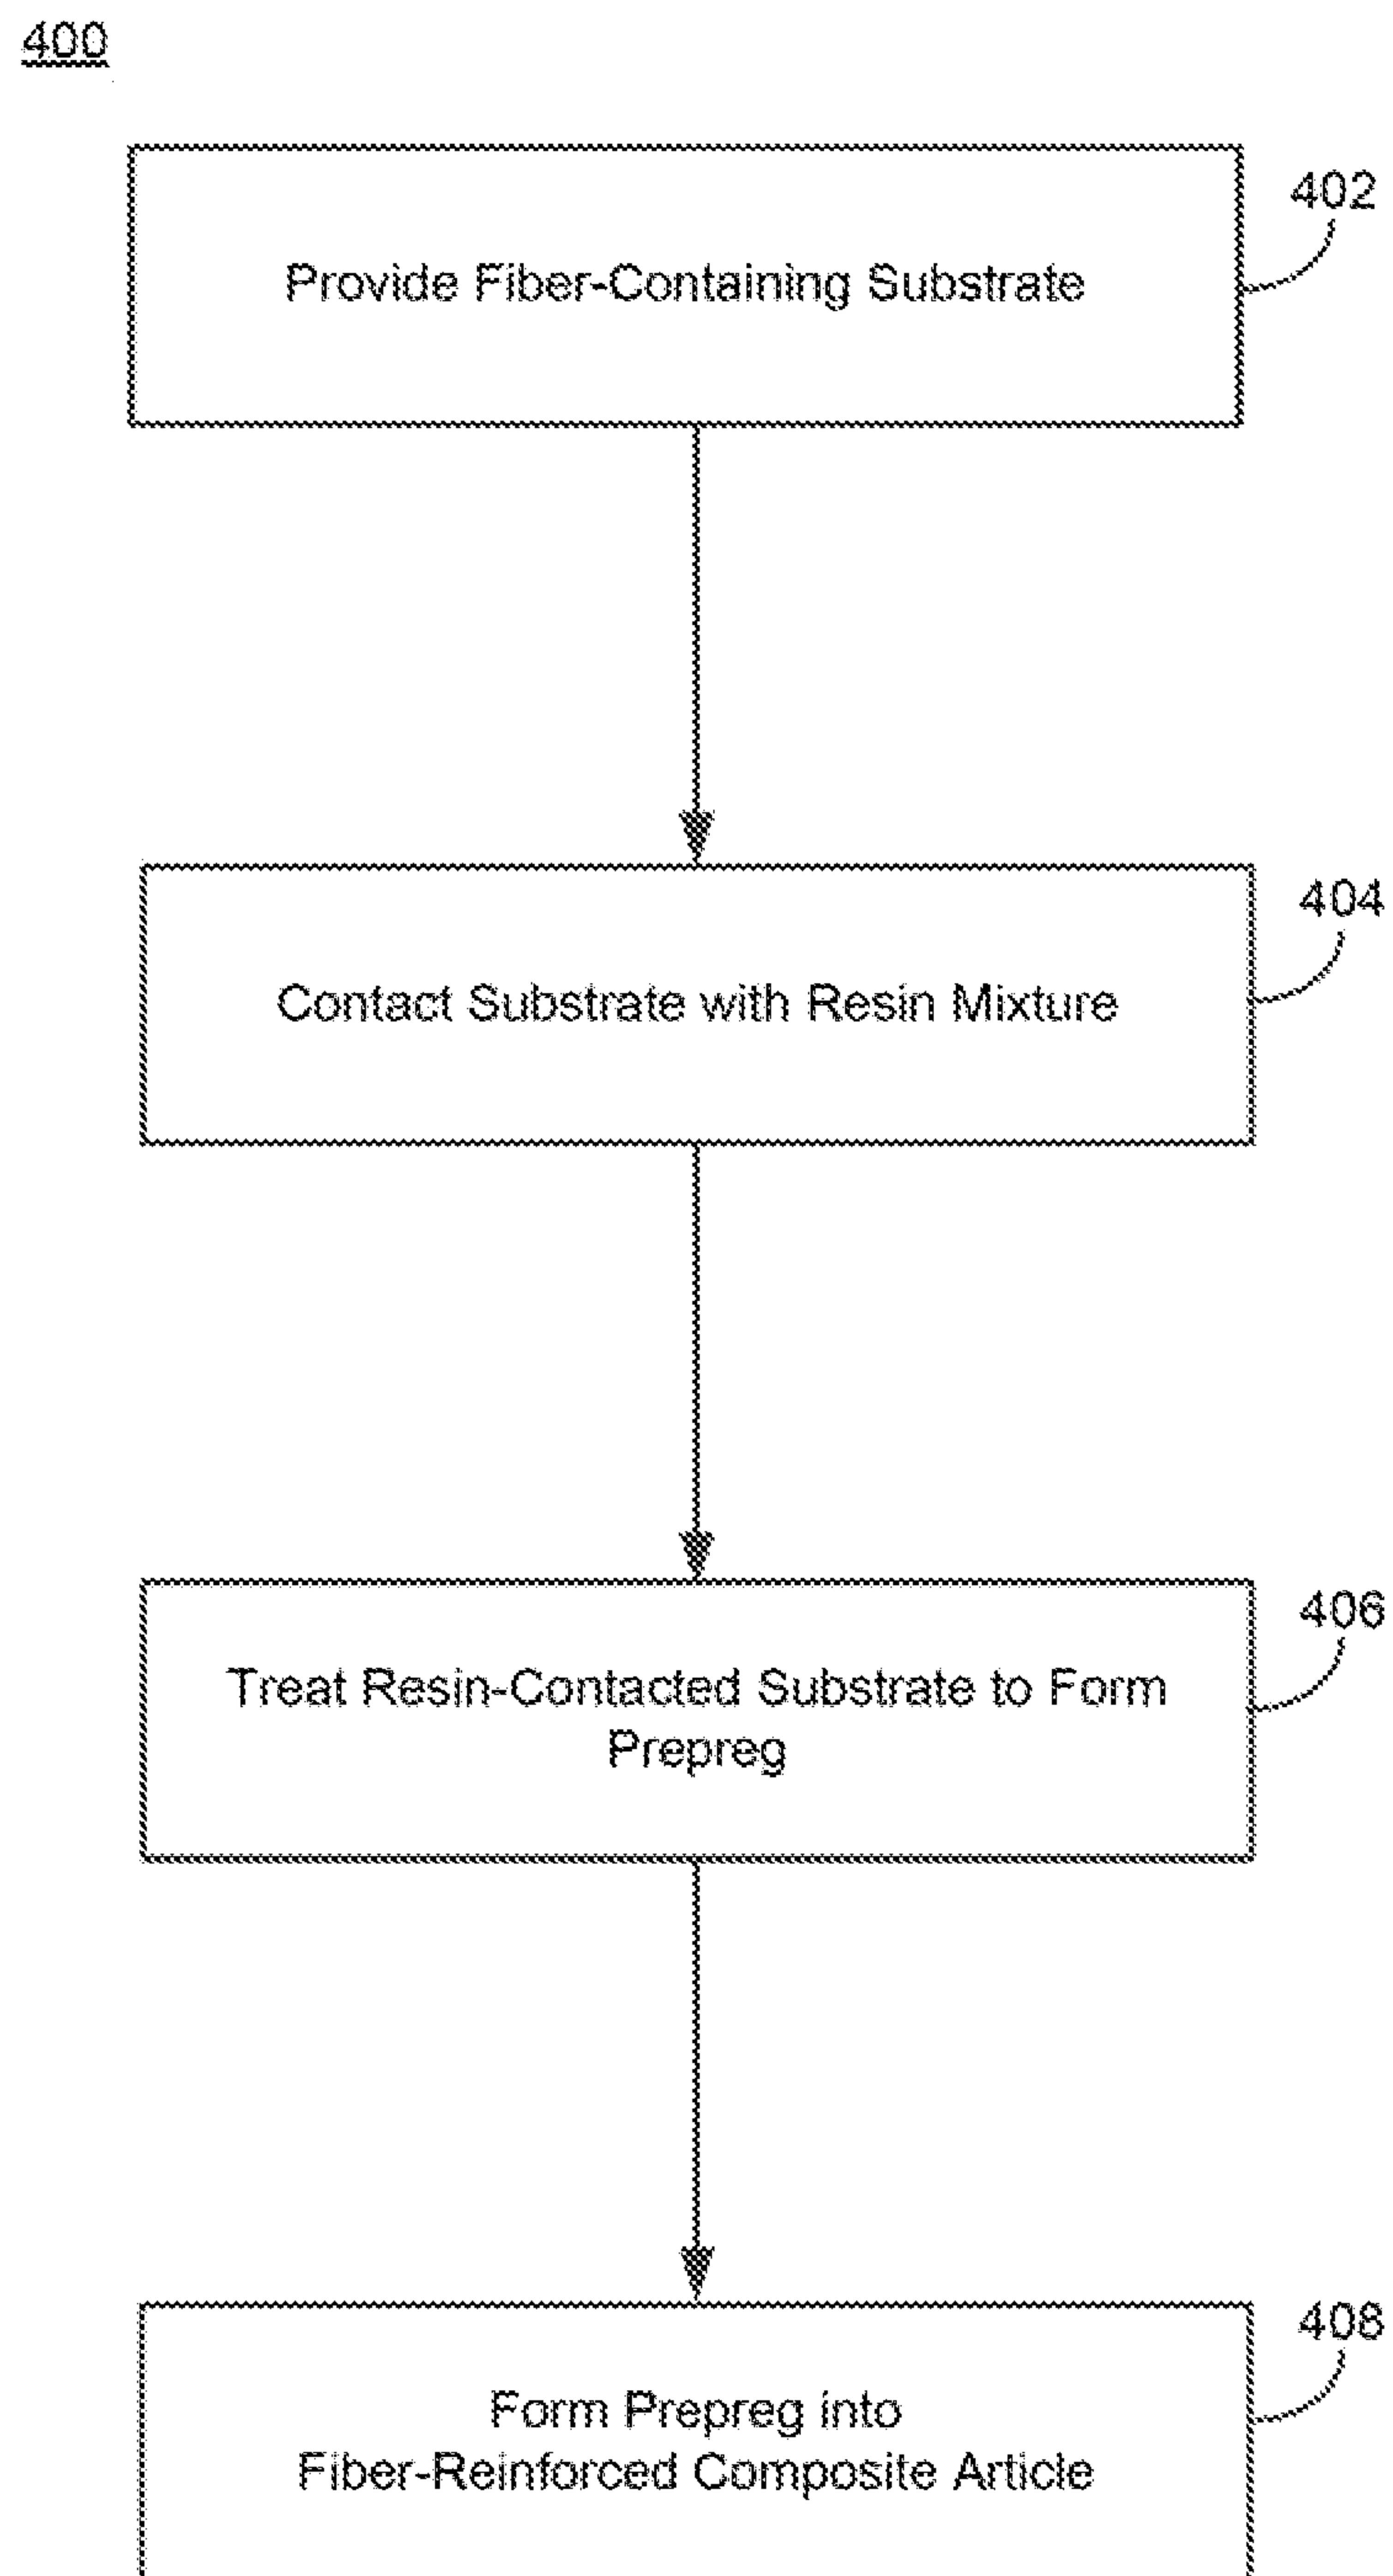 400
402
Provide Fiber-Containing Substrate
404
Contact Substrate with Resin Mixture
406
Treat Resin-Contacted Substrate to Form
Prepreg
408
Form Prepreg into
Fiber-Reinforced Composite Article